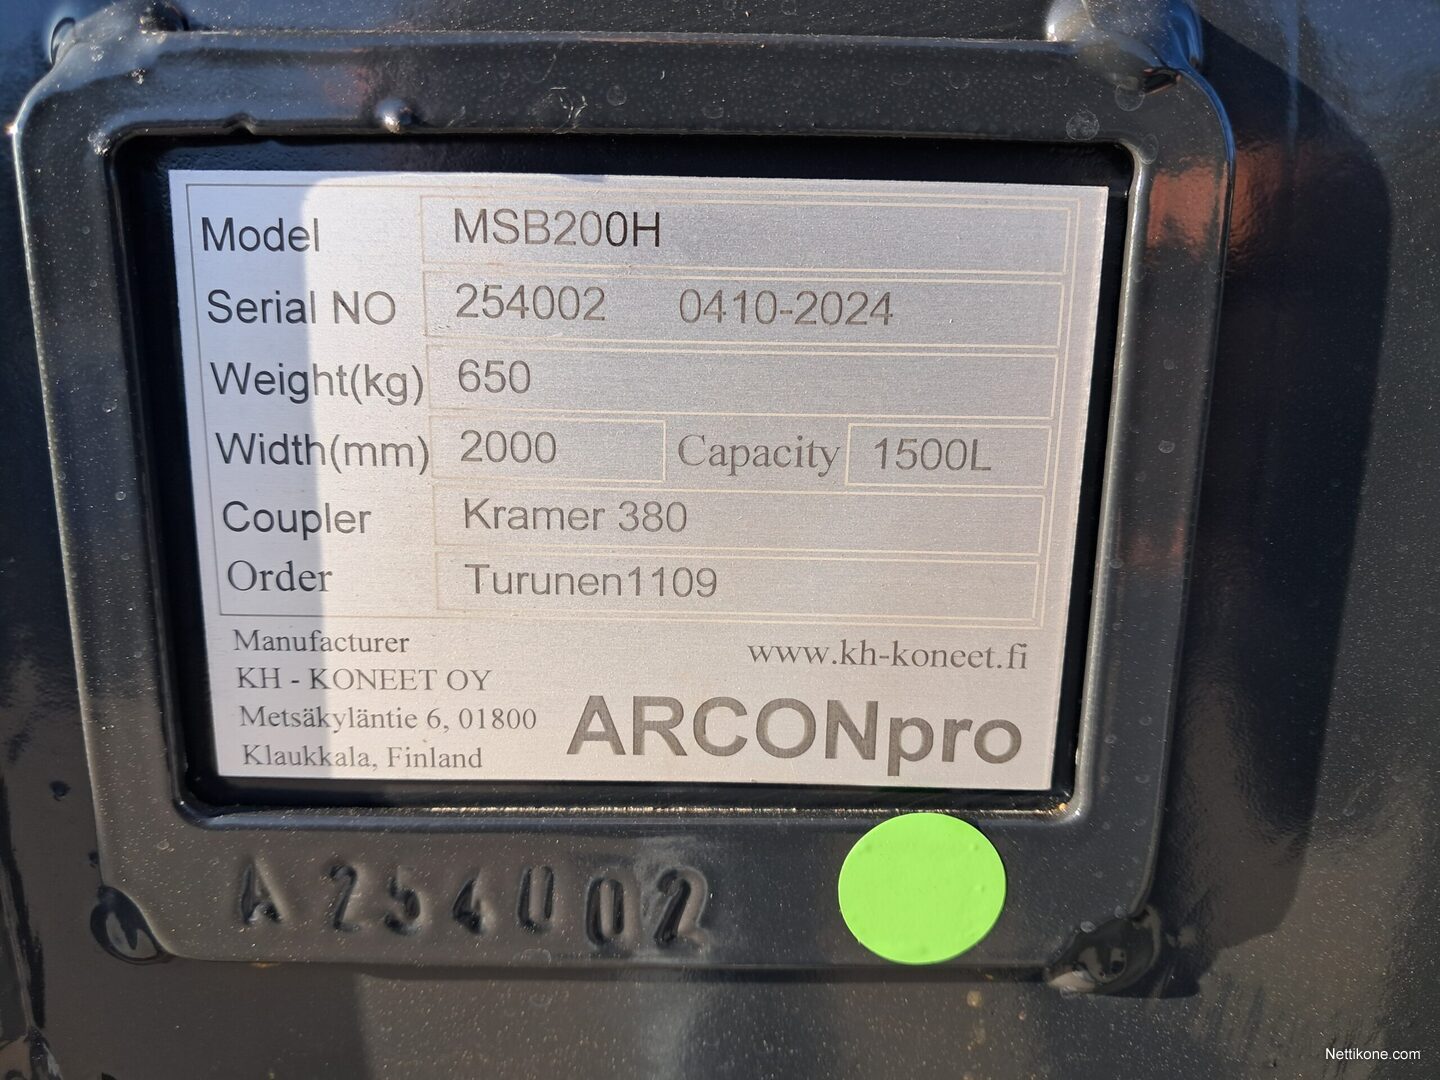 Model MSB200H
Serial NO 254002 0410-2024
Weight(kg) 650
Width(mm) 2000 Capacity 1500L
Coupler Kramer 380
Order Turunen1109
Manufacturer
www.kh-koneet.fi
KH - KONEET OY
Metsäkyläntie 6, 01800
Klaukkala, Finland
ARCONpro
A 254002
Nettikone.com